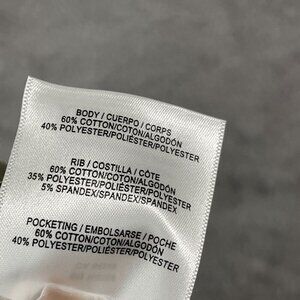 BODY / CUERPO / CORPS
60% COTTON/COTON/ALGODÓN
40% POLYESTER/POLIÉSTER/POLYESTER
RIB / COSTILLA / CÔTE
60% COTTON/COTON/ALGODÓN
35% POLYESTER/POLIÉSTER/POLYESTER
5% SPANDEX/SPANDEX/SPANDEX
POCKETING / EMBOLSARSE / POCHE
60% COTTON/COTON/ALGODÓN
40% POLYESTER/POLIÉSTER/POLYESTER